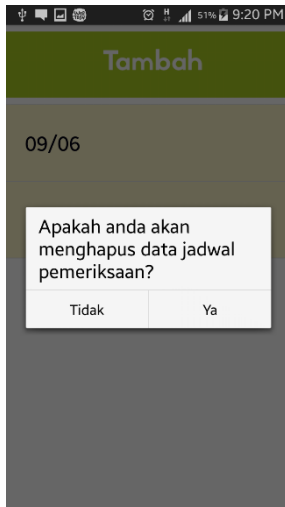 51% 9:20 PM
Tambah
09/06
Apakah anda akan
menghapus data jadwal
pemeriksaan?
Tidak Ya